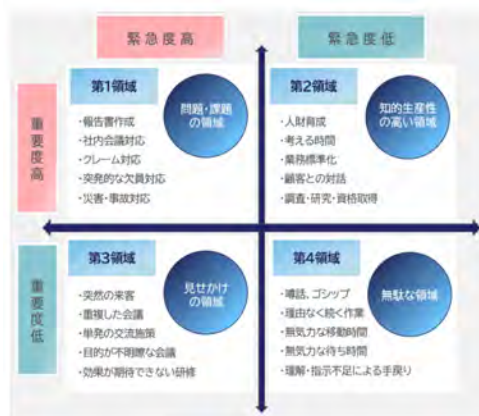 緊急度高
緊急度低
重要度高
第1領域
問題・課題
の領域
・報告書作成
・社内会議対応
・クレーム対応
・突発的な欠員対応
・災害・事故対応
第2領域
知的生産性
の高い領域
・人財育成
・考える時間
・業務標準化
・顧客との対話
・調査・研究・資格取得
重要度低
第3領域
見せかけ
の領域
・突然の来客
・重複した会議
・単発の交流施策
・目的が不明瞭な会議
・効果が期待できない研修
第4領域
無駄な領域
・噂話、ゴシップ
・理由なく続く作業
・無気力な移動時間
・無気力な待ち時間
・理解・指示不足による手戻り